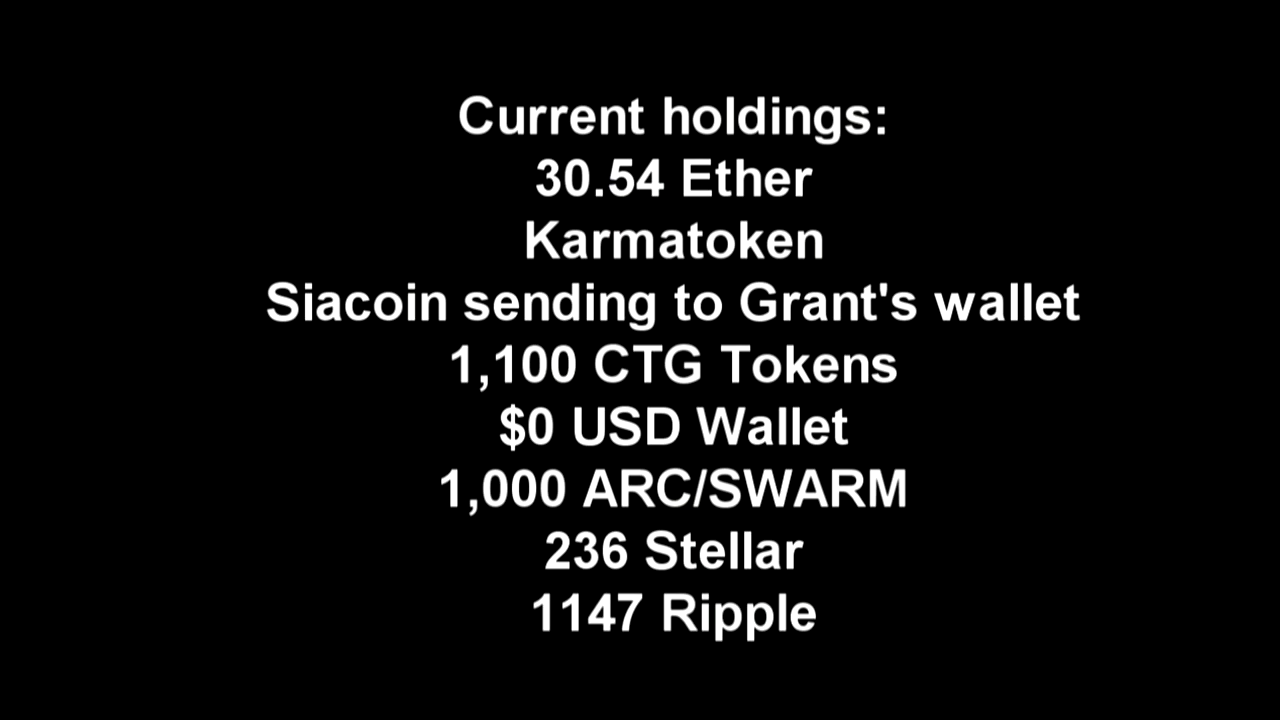 Current holdings:
30.54 Ether
Karmatoken
Siacoin sending to Grant's wallet
1,100 CTG Tokens
$0 USD Wallet
1,000 ARC/SWARM
236 Stellar
1147 Ripple